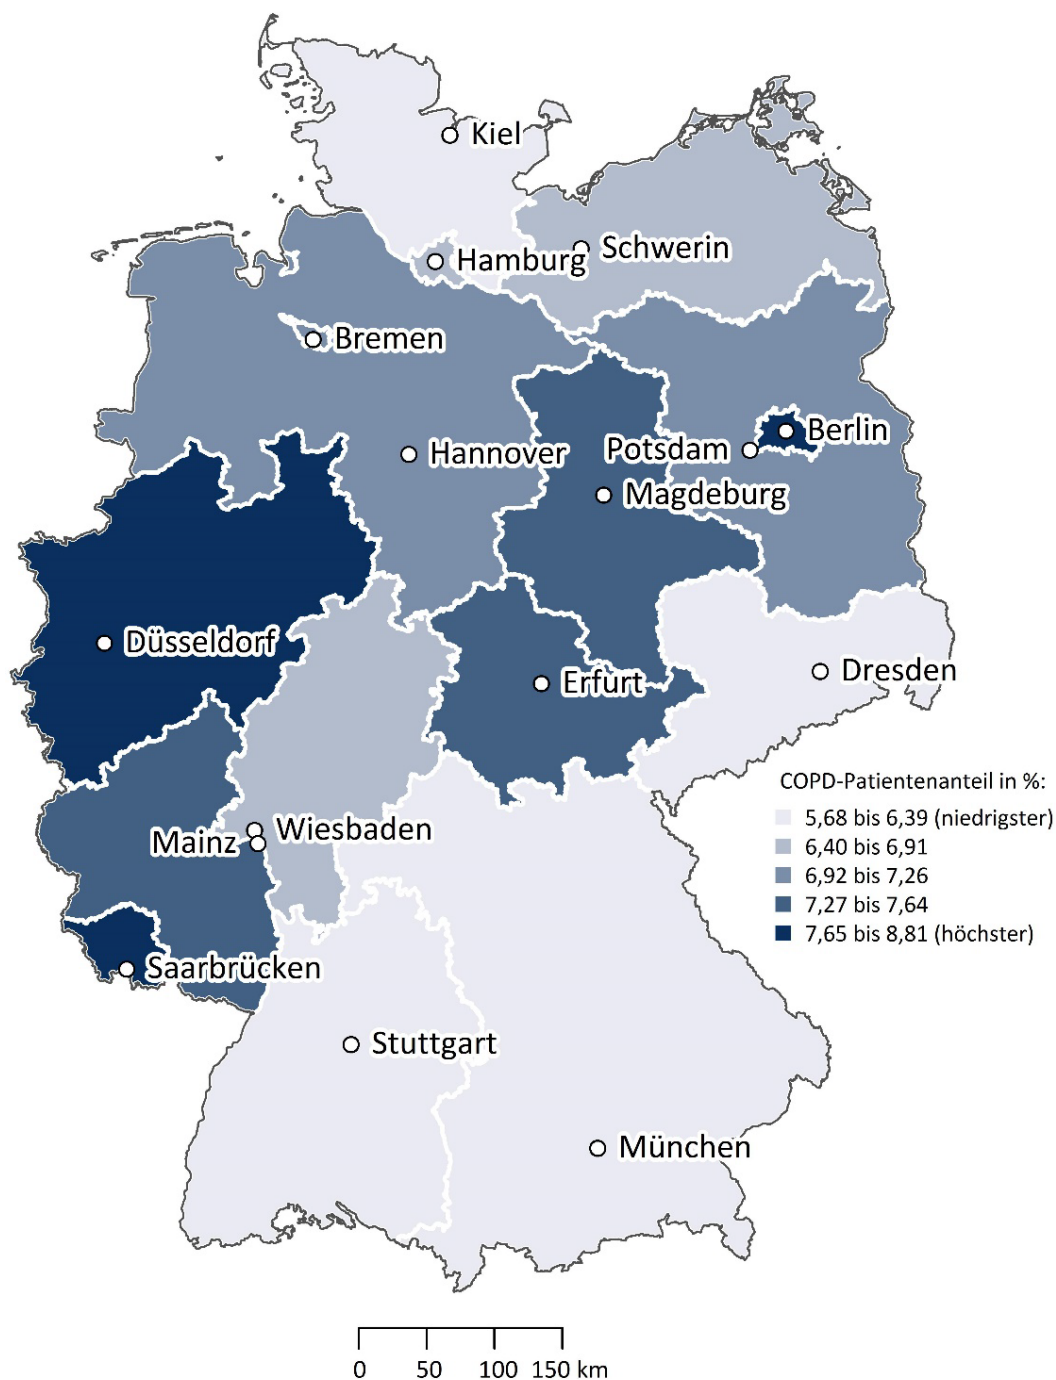 Kiel
Schwerin
Hamburg
Bremen
Berlin
Potsdam
Hannover
Magdeburg
Düsseldorf
Erfurt
Dresden
COPD-Patientenanteil in %:
5,68 bis 6,39 (niedrigster)
6,40 bis 6,91
6,92 bis 7,26
7,27 bis 7,64
7,65 bis 8,81 (höchster)
Wiesbaden
Mainz
Saarbrücken
Stuttgart
München
0 50 100 150 km